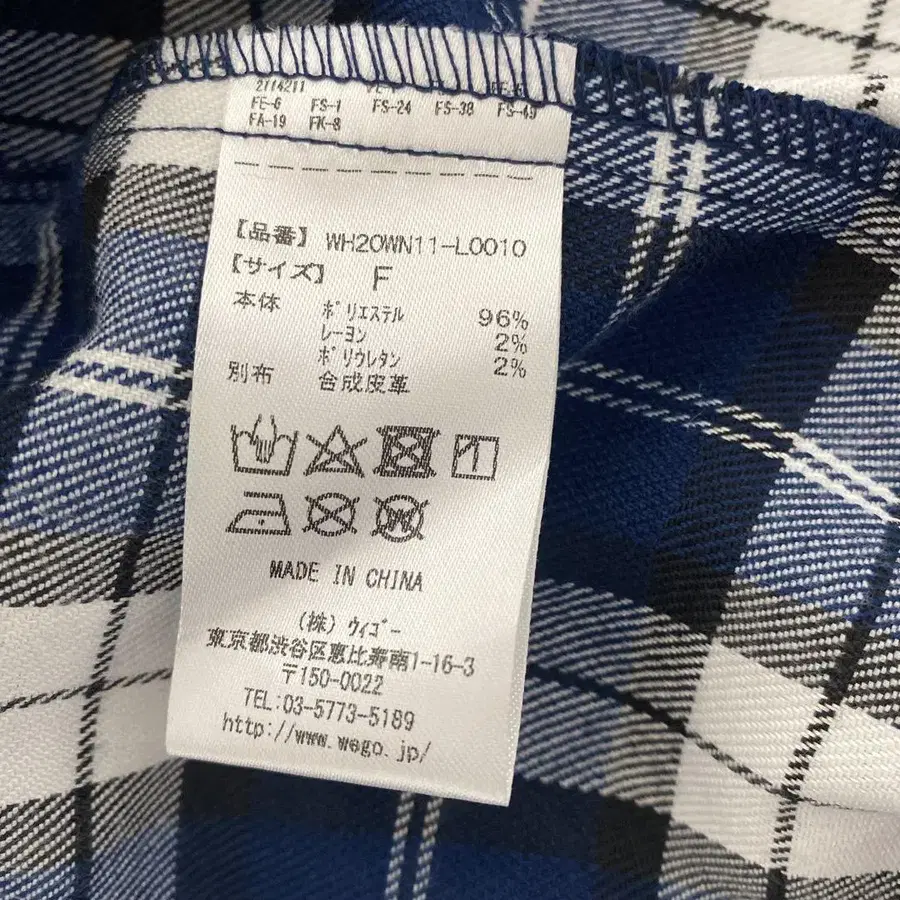 2714211
FE-6 FS-1 FS-24 FS-38 FS-49
FA-19 FK-8
【品番】 WH20WN11-L0010
【サイズ】 F
本体 ﾎﾟﾘｴｽﾃﾙ 96%
ﾚｰﾖﾝ 2%
ﾎﾟﾘｳﾚﾀﾝ 2%
別布 合成皮革
1
W
MADE IN CHINA
(株) ｳｨｺﾞｰ
東京都渋谷区恵比寿南1-16-3
〒150-0022
TEL:03-5773-5189
http://www.wego.jp/